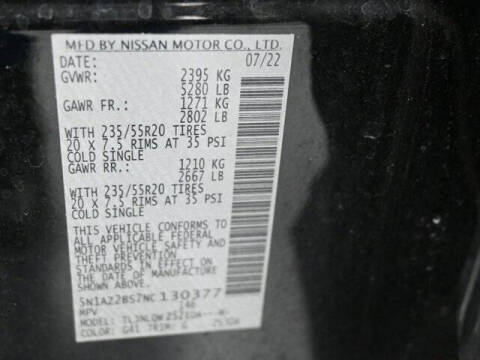 MFD BY NISSAN MOTOR CO., LTD.
07/22
GVWR: 2395 KG
5280 LB
GAWR FR.: 1271 KG
2802 LB
WITH 235/55R20 TIRES
20 X 7.5 RIMS AT 35 PSI
COLD SINGLE
GAWR RR.: 1210 KG
2667 LB
WITH 235/55R20 TIRES
20 X 7.5 RIMS AT 35 PSI
COLD SINGLE
THIS VEHICLE CONFORMS TO
ALL APPLICABLE FEDERAL
MOTOR VEHICLE SAFETY AND
THEFT PREVENTION
STANDARDS IN EFFECT ON
THE DATE OF MANUFACTURE
SHOWN ABOVE.
5N1AZ2BS7NC130377
MPV
MODEL:
COLOR: G41 TRIM: G